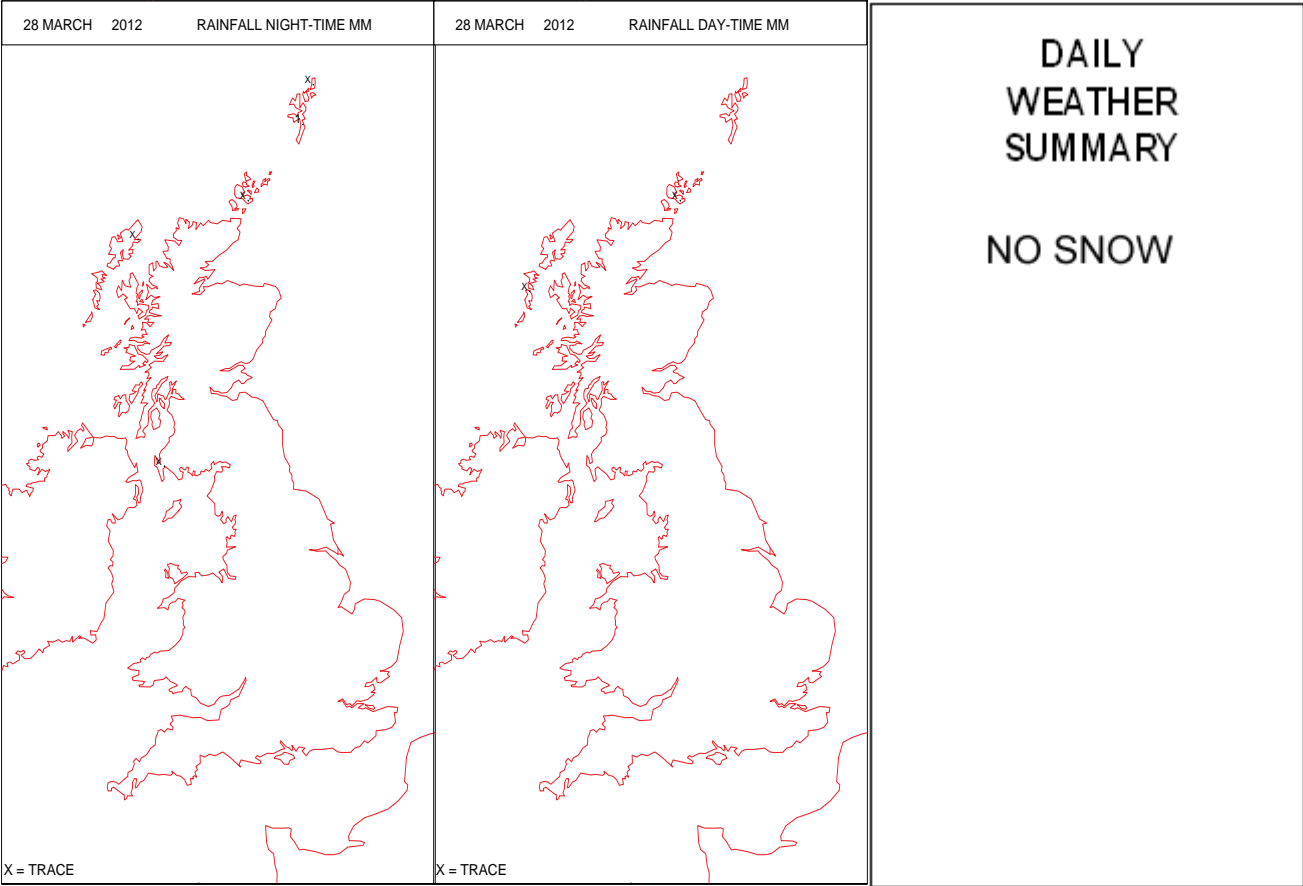 28 MARCH 2012 RAINFALL NIGHT-TIME MM
X
1
X
X
X
X = TRACE
28 MARCH 2012 RAINFALL DAY-TIME MM
X
X
X = TRACE
DAILY
WEATHER
SUMMARY
NO SNOW